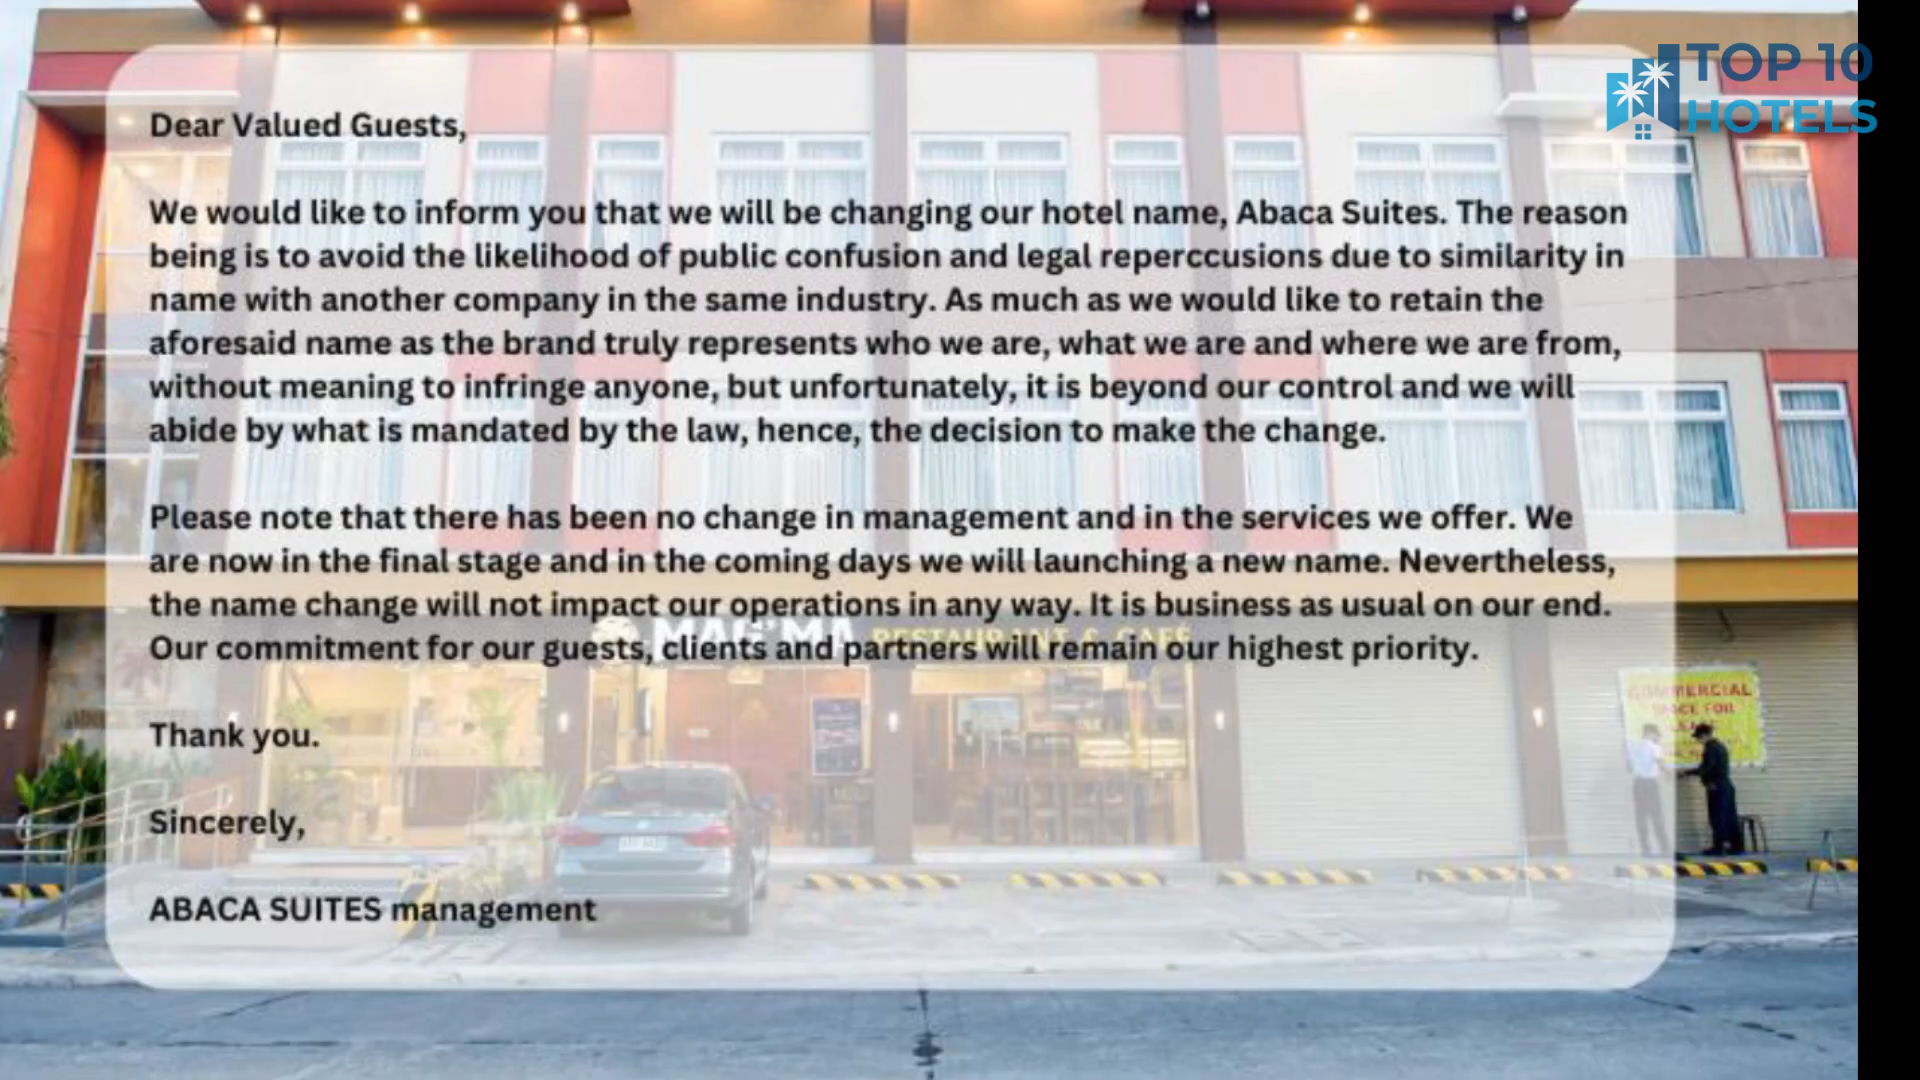 TOP 10
HOTELS
Dear Valued Guests,
We would like to inform you that we will be changing our hotel name, Abaca Suites. The reason
being is to avoid the likelihood of public confusion and legal reperccusions due to similarity in
name with another company in the same industry. As much as we would like to retain the
aforesaid name as the brand truly represents who we are, what we are and where we are from,
without meaning to infringe anyone, but unfortunately, it is beyond our control and we will
abide by what is mandated by the law, hence, the decision to make the change.
Please note that there has been no change in management and in the services we offer. We
are now in the final stage and in the coming days we will launching a new name. Nevertheless,
the name change will not impact our operations in any way. It is business as usual on our end.
Our commitment for our guests, clients and partners will remain our highest priority.
MAG'MA RESTAURANT & CAFE
COMMERCIAL
SPACE FOR
Thank you.
Sincerely,
ABACA SUITES management